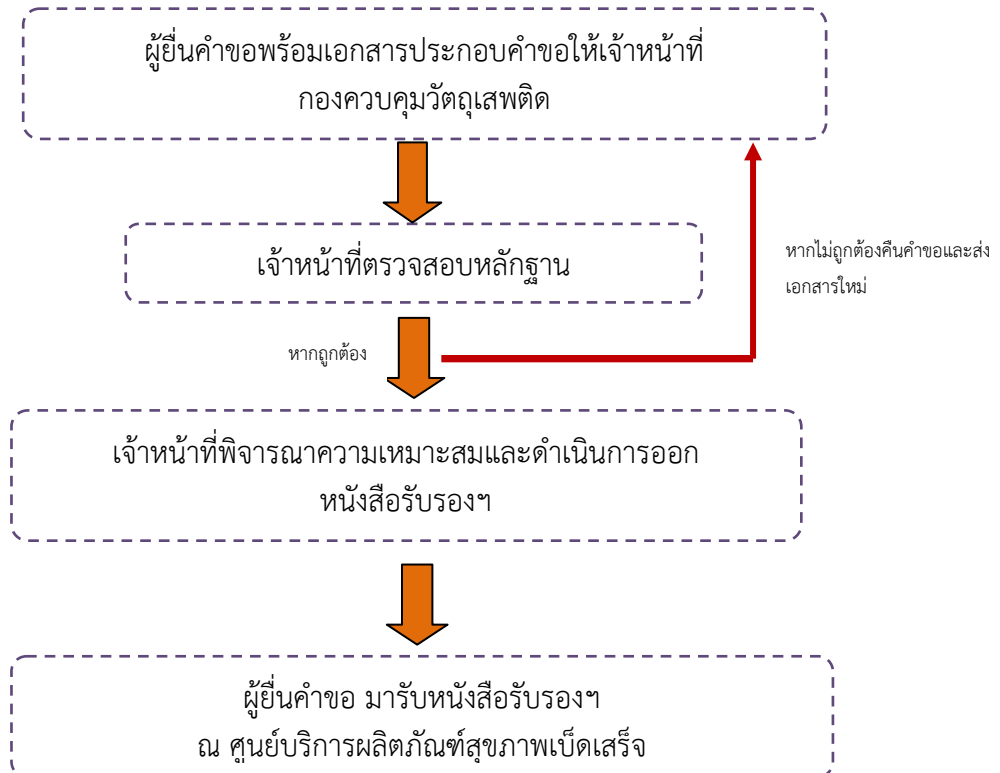 ผู้ยื่นคำขอพร้อมเอกสารประกอบคำขอให้เจ้าหน้าที่
กองควบคุมวัตถุเสพติด
เจ้าหน้าที่ตรวจสอบหลักฐาน
หากไม่ถูกต้องคืนคำขอและส่ง
เอกสารใหม่
หากถูกต้อง
เจ้าหน้าที่พิจารณาความเหมาะสมและดำเนินการออก
หนังสือรับรองฯ
ผู้ยื่นคำขอ มารับหนังสือรับรองฯ
ณ ศูนย์บริการผลิตภัณฑ์สุขภาพเบ็ดเสร็จ